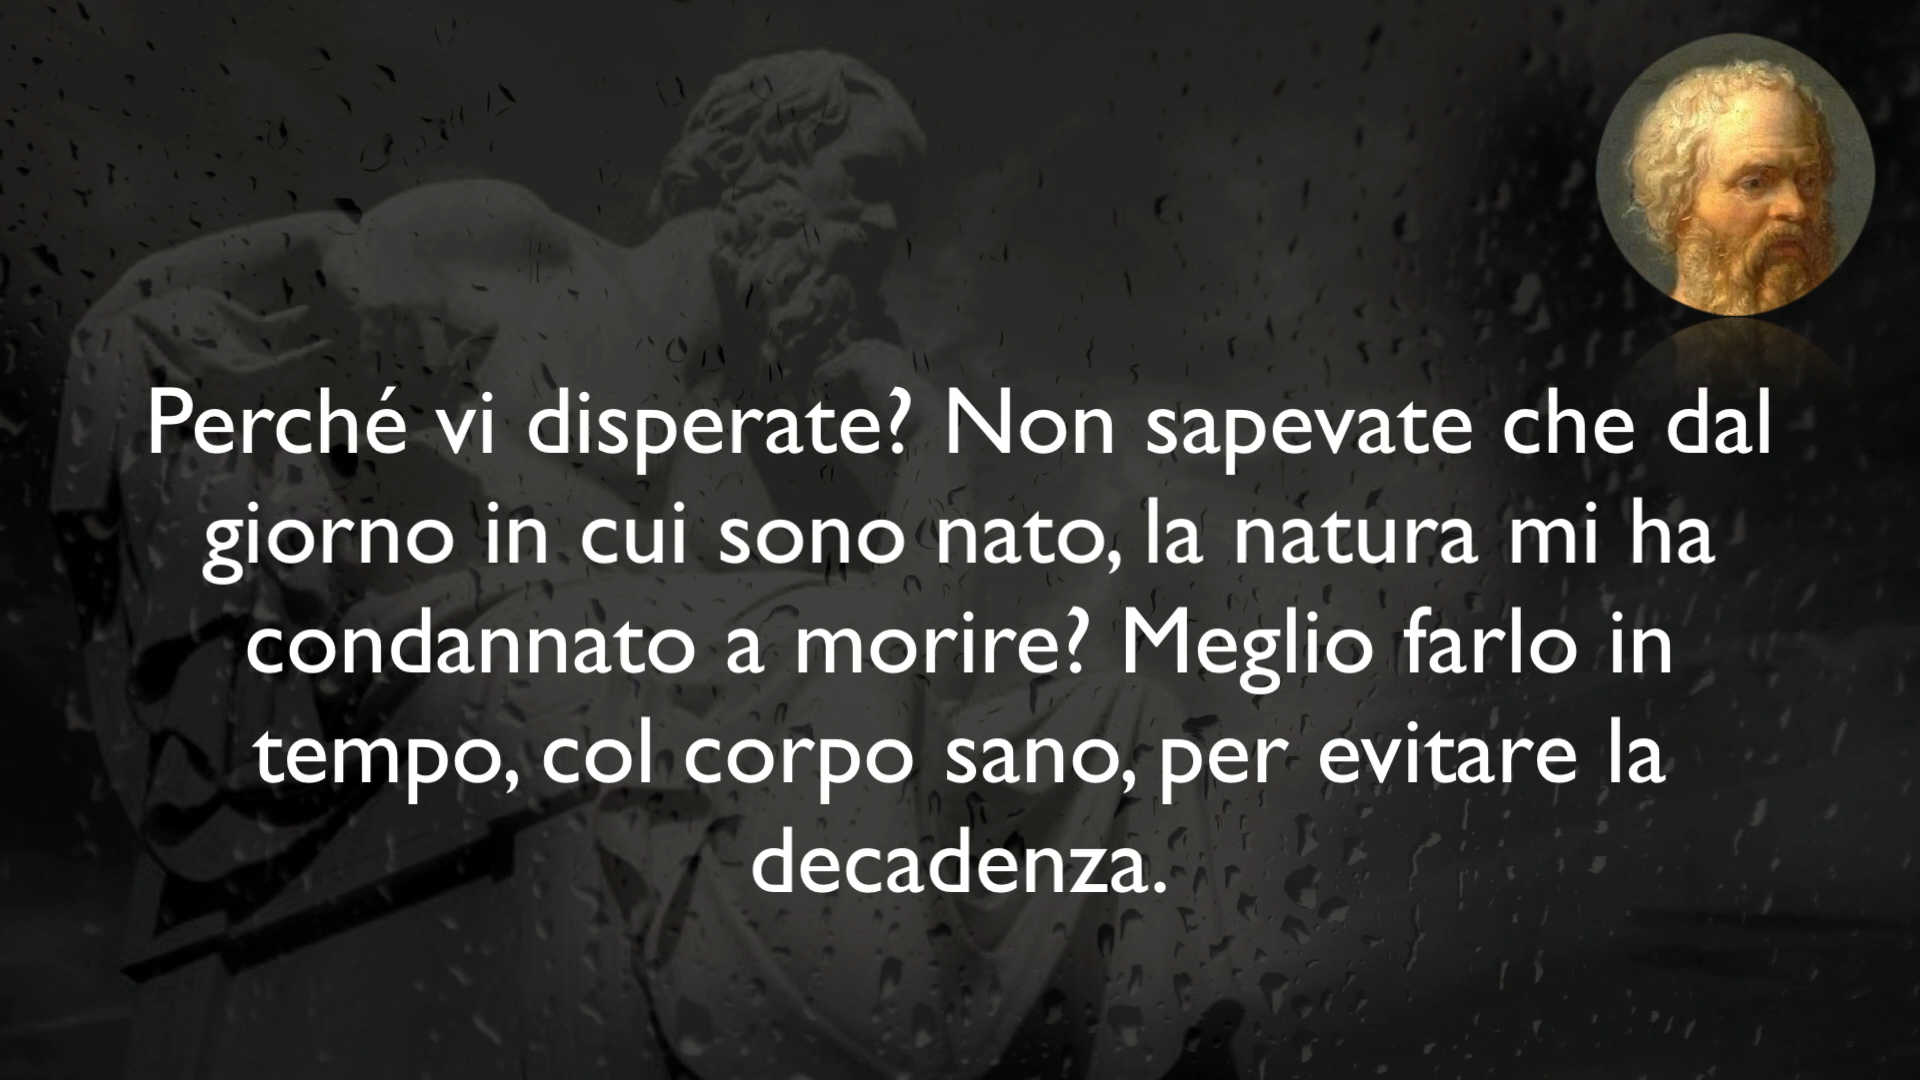 Perché vi disperate? Non sapevate che dal
giorno in cui sono nato, la natura mi ha
condannato a morire? Meglio farlo in
tempo, col corpo sano, per evitare la
decadenza.